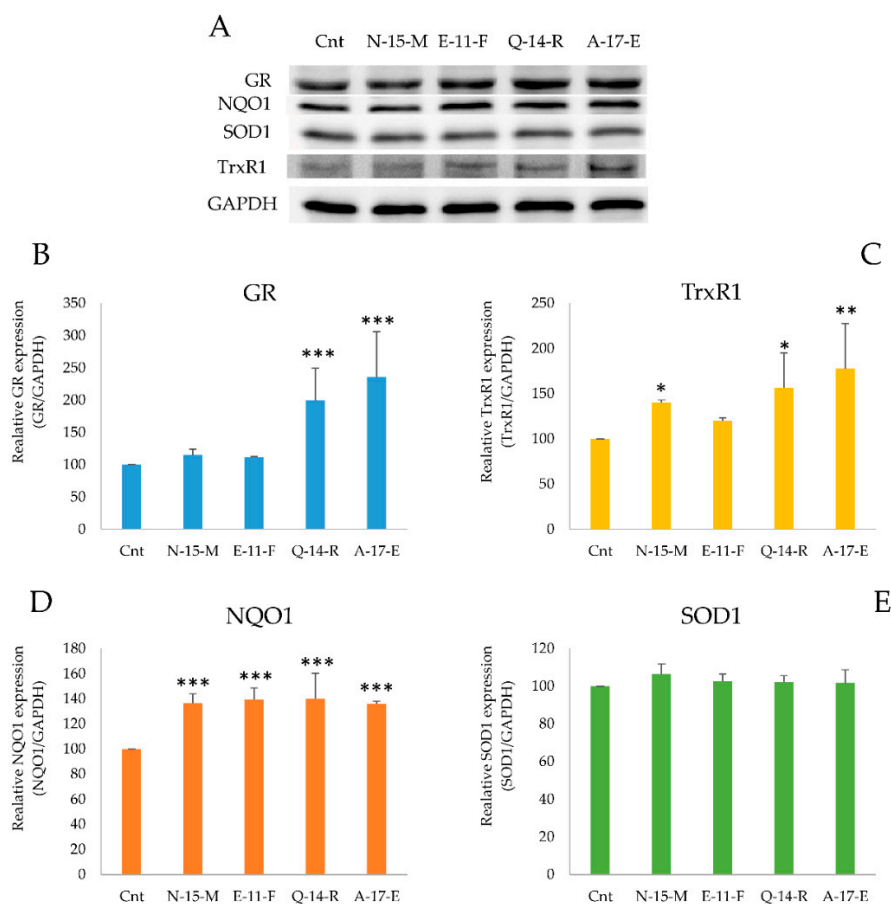 A
Cnt N-15-M E-11-F Q-14-R A-17-E
GR
NQO1
SOD1
TrxR1
GAPDH
B
GR
Realative GR expression
(GR/GAPDH)
350
300
250
200
150
100
50
0
*** ***
Cnt N-15-M E-11-F Q-14-R A-17-E
C
TrxR1
Realative TrxR1 expression
(TrxR1/GAPDH)
250
200
150
100
50
0
* * **
Cnt N-15-M E-11-F Q-14-R A-17-E
D
NQO1
Realative NQO1 expression
(NQO1/GAPDH)
180
160
140
120
100
80
60
40
20
0
*** *** *** ***
Cnt N-15-M E-11-F Q-14-R A-17-E
E
SOD1
Realative SOD1 expression
(SOD1/GAPDH)
120
100
80
60
40
20
0
Cnt N-15-M E-11-F Q-14-R A-17-E